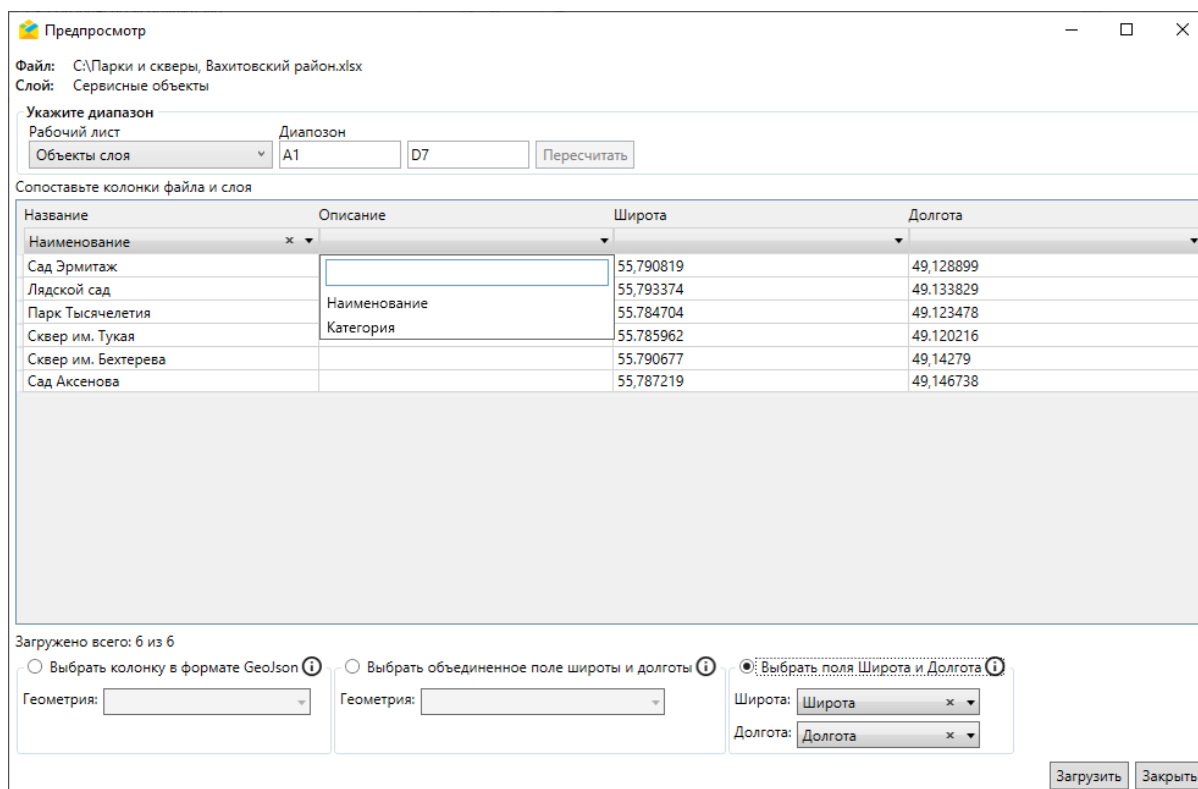 Предпросмотр
Файл: C:\Парки и скверы, Вахитовский район.xlsx
Слой: Сервисные объекты
Укажите диапазон
Рабочий лист Диапозон
Объекты слоя A1 D7 Пересчитать
Сопоставьте колонки файла и слоя
Название Описание Широта Долгота
Наименование
Сад Эрмитаж 55,790819 49,128899
Лядской сад 55,793374 49.133829
Наименование
Парк Тысячелетия 55.784704 49.123478
Категория
Сквер им. Тукая 55.785962 49.120216
Сквер им. Бехтерева 55.790677 49,14279
Сад Аксенова 55,787219 49,146738
Загружено всего: 6 из 6
Выбрать колонку в формате GeoJson Выбрать объединенное поле широты и долготы Выбрать поля Широта и Долгота
Геометрия: Геометрия: Широта: Широта
Долгота: Долгота
Загрузить Закрыть